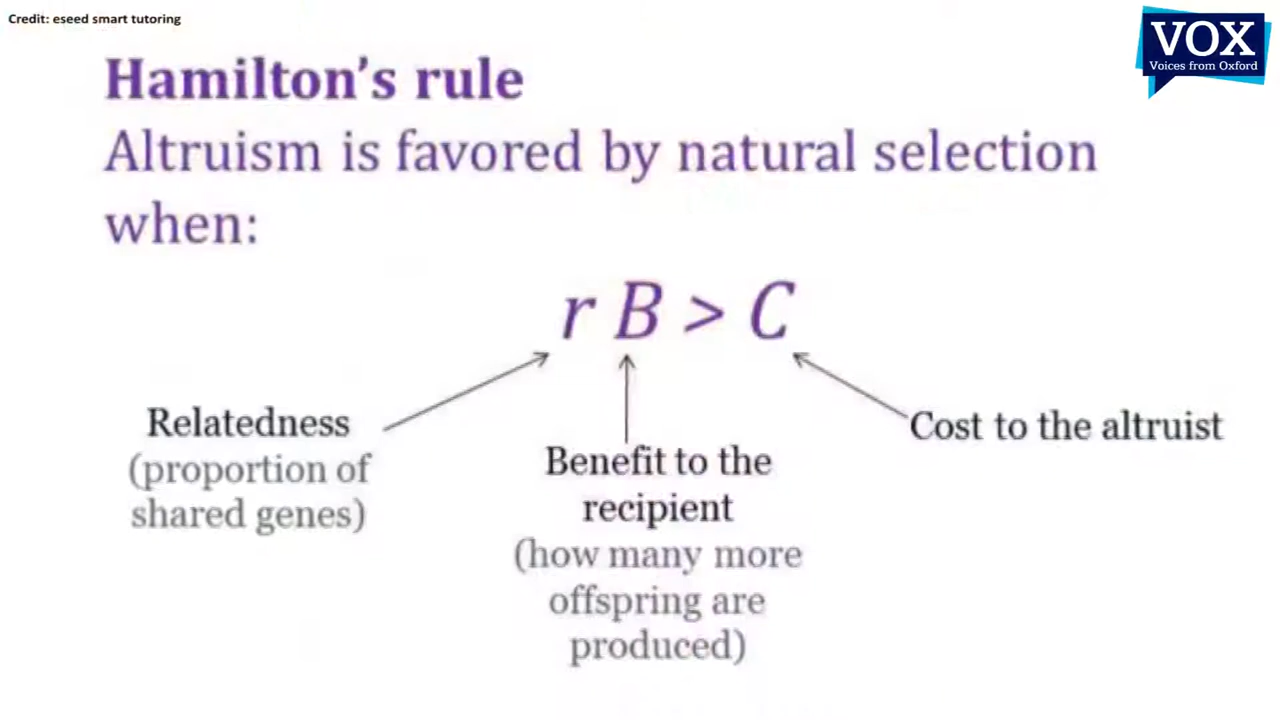 Credit: eseed smart tutoring
VOX
Voices from Oxford
Hamilton's rule
Altruism is favored by natural selection
when:
r B > C
Relatedness
(proportion of
shared genes)
Benefit to the
recipient
(how many more
offspring are
produced)
Cost to the altruist